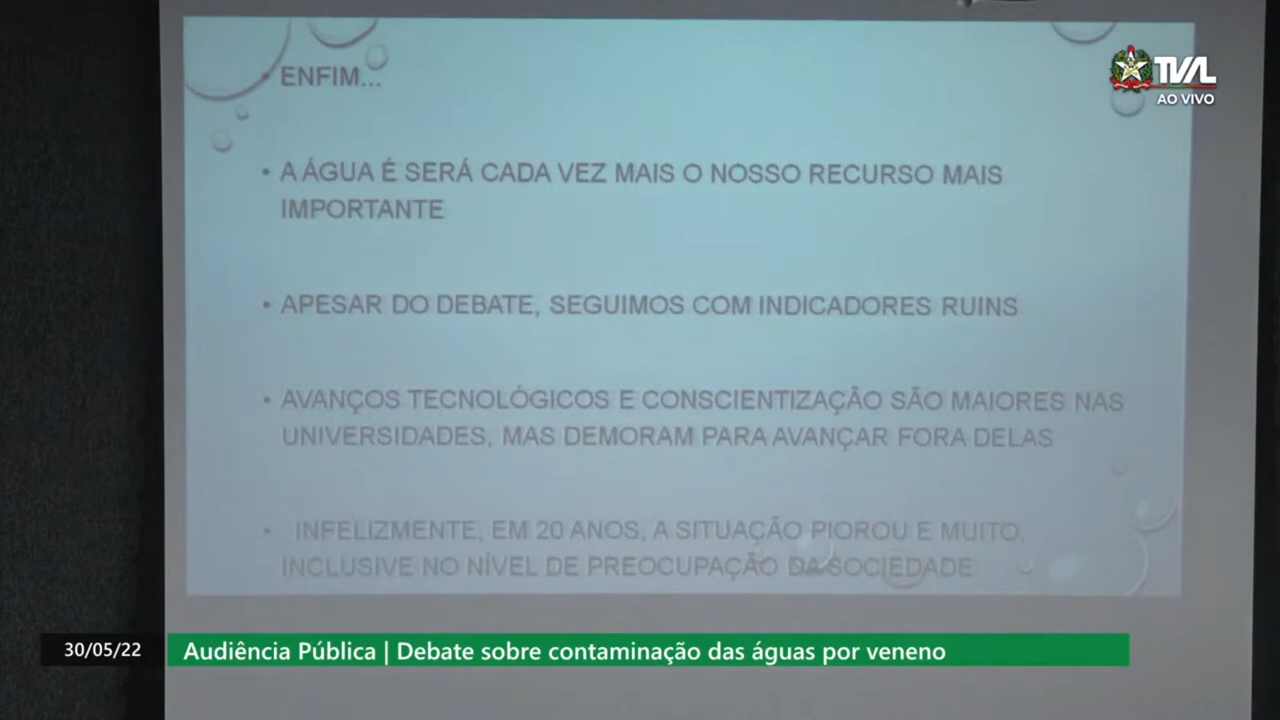 TVAL
AO VIVO
• ENFIM...
• A ÁGUA É SERÁ CADA VEZ MAIS O NOSSO RECURSO MAIS
IMPORTANTE
• APESAR DO DEBATE, SEGUIMOS COM INDICADORES RUINS
• AVANÇOS TECNOLÓGICOS E CONSCIENTIZAÇÃO SÃO MAIORES NAS
UNIVERSIDADES, MAS DEMORAM PARA AVANÇAR FORA DELAS
• INFELIZMENTE, EM 20 ANOS, A SITUAÇÃO PIOROU E MUITO,
INCLUSIVE NO NÍVEL DE PREOCUPAÇÃO DA SOCIEDADE
30/05/22
Audiência Pública | Debate sobre contaminação das águas por veneno